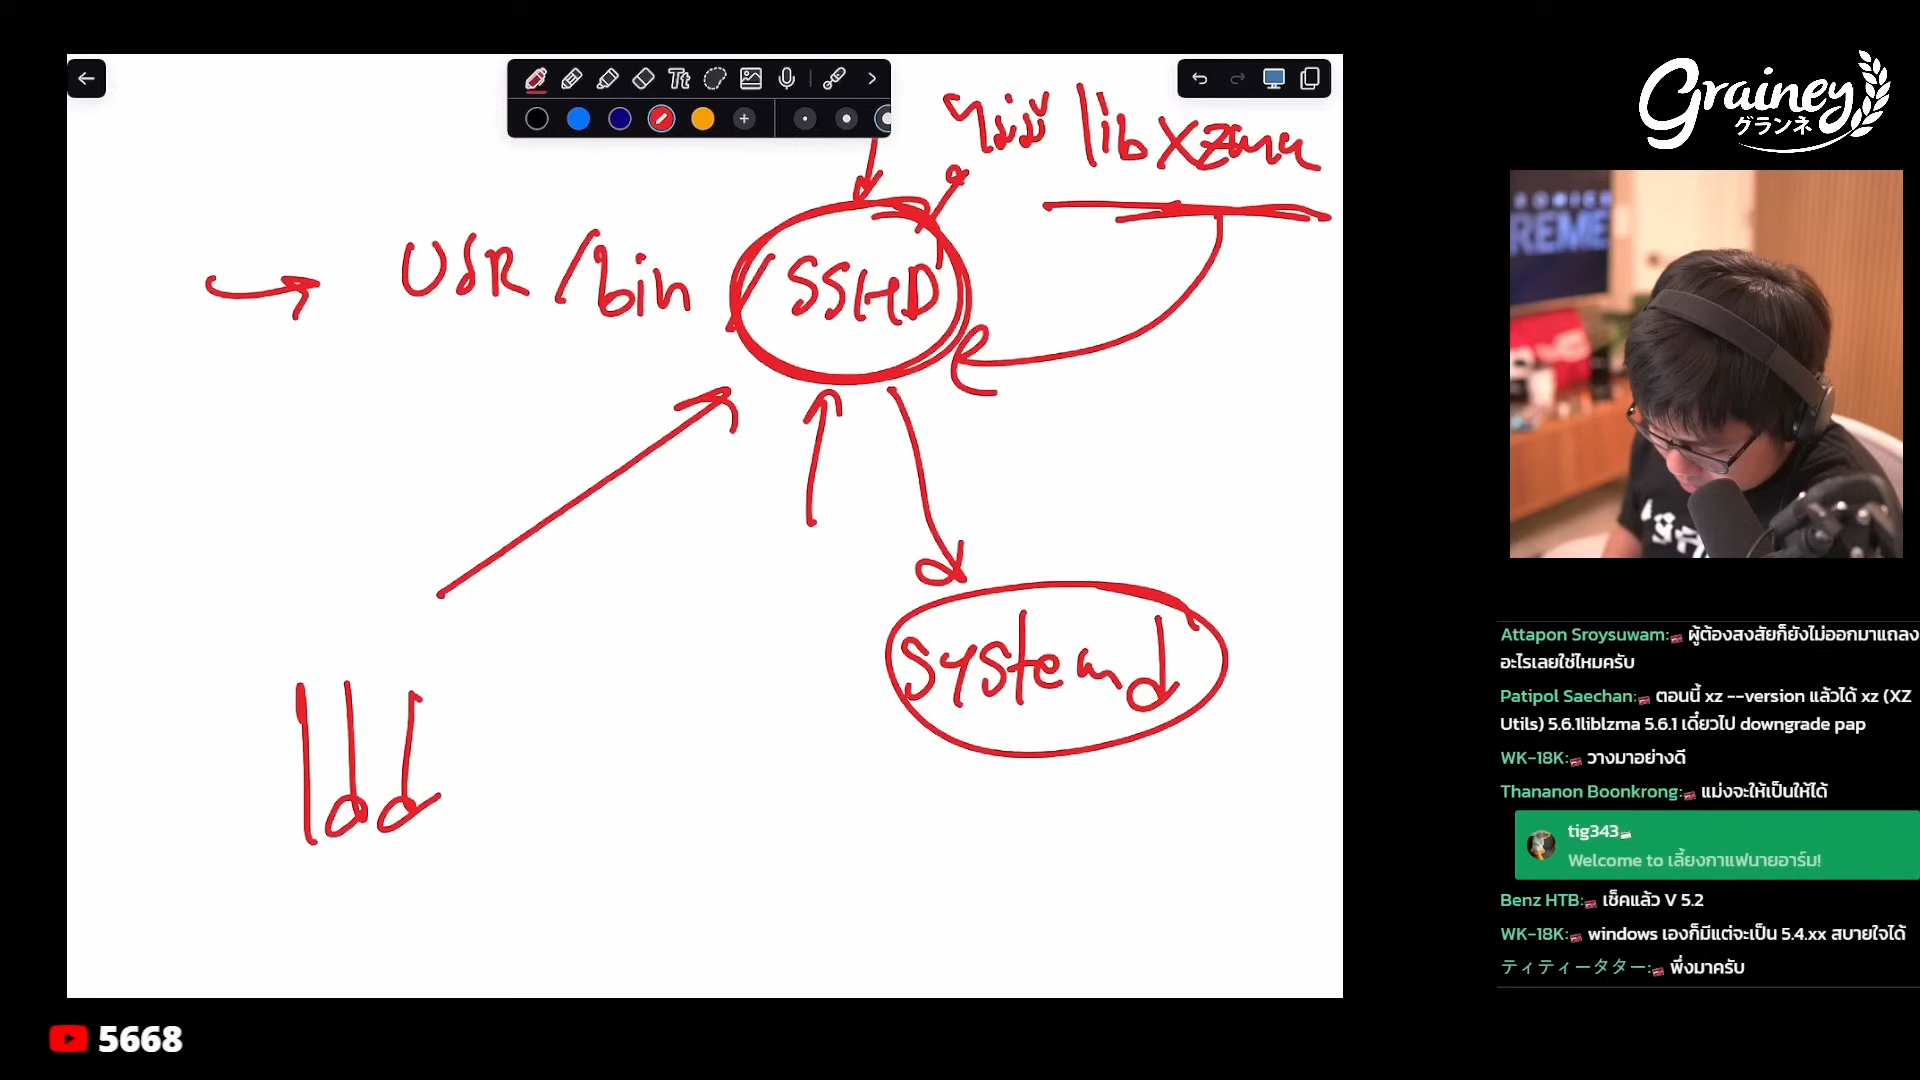 ไม่มี libxzma
USR/bin/SSHD
systemd
ldd
Tt
Grainey
グランネ
REME
Attapon Sroysuwam: ผู้ต้องสงสัยก็ยังไม่ออกมาแถลง
อะไรเลยใช่ไหมครับ
Patipol Saechan: ตอนนี้ xz --version แล้วได้ xz (XZ
Utils) 5.6.1liblzma 5.6.1 เดี๋ยวไป downgrade pap
WK-18K: วางมาอย่างดี
Thananon Boonkrong: แม่งจะให้เป็นให้ได้
tig343
Welcome to เลี้ยงกาแฟนายอาร์ม!
Benz HTB: เช็คแล้ว V 5.2
WK-18K: windows เองก็มีแต่จะเป็น 5.4.xx สบายใจได้
ティティータター: พึ่งมาครับ
5668